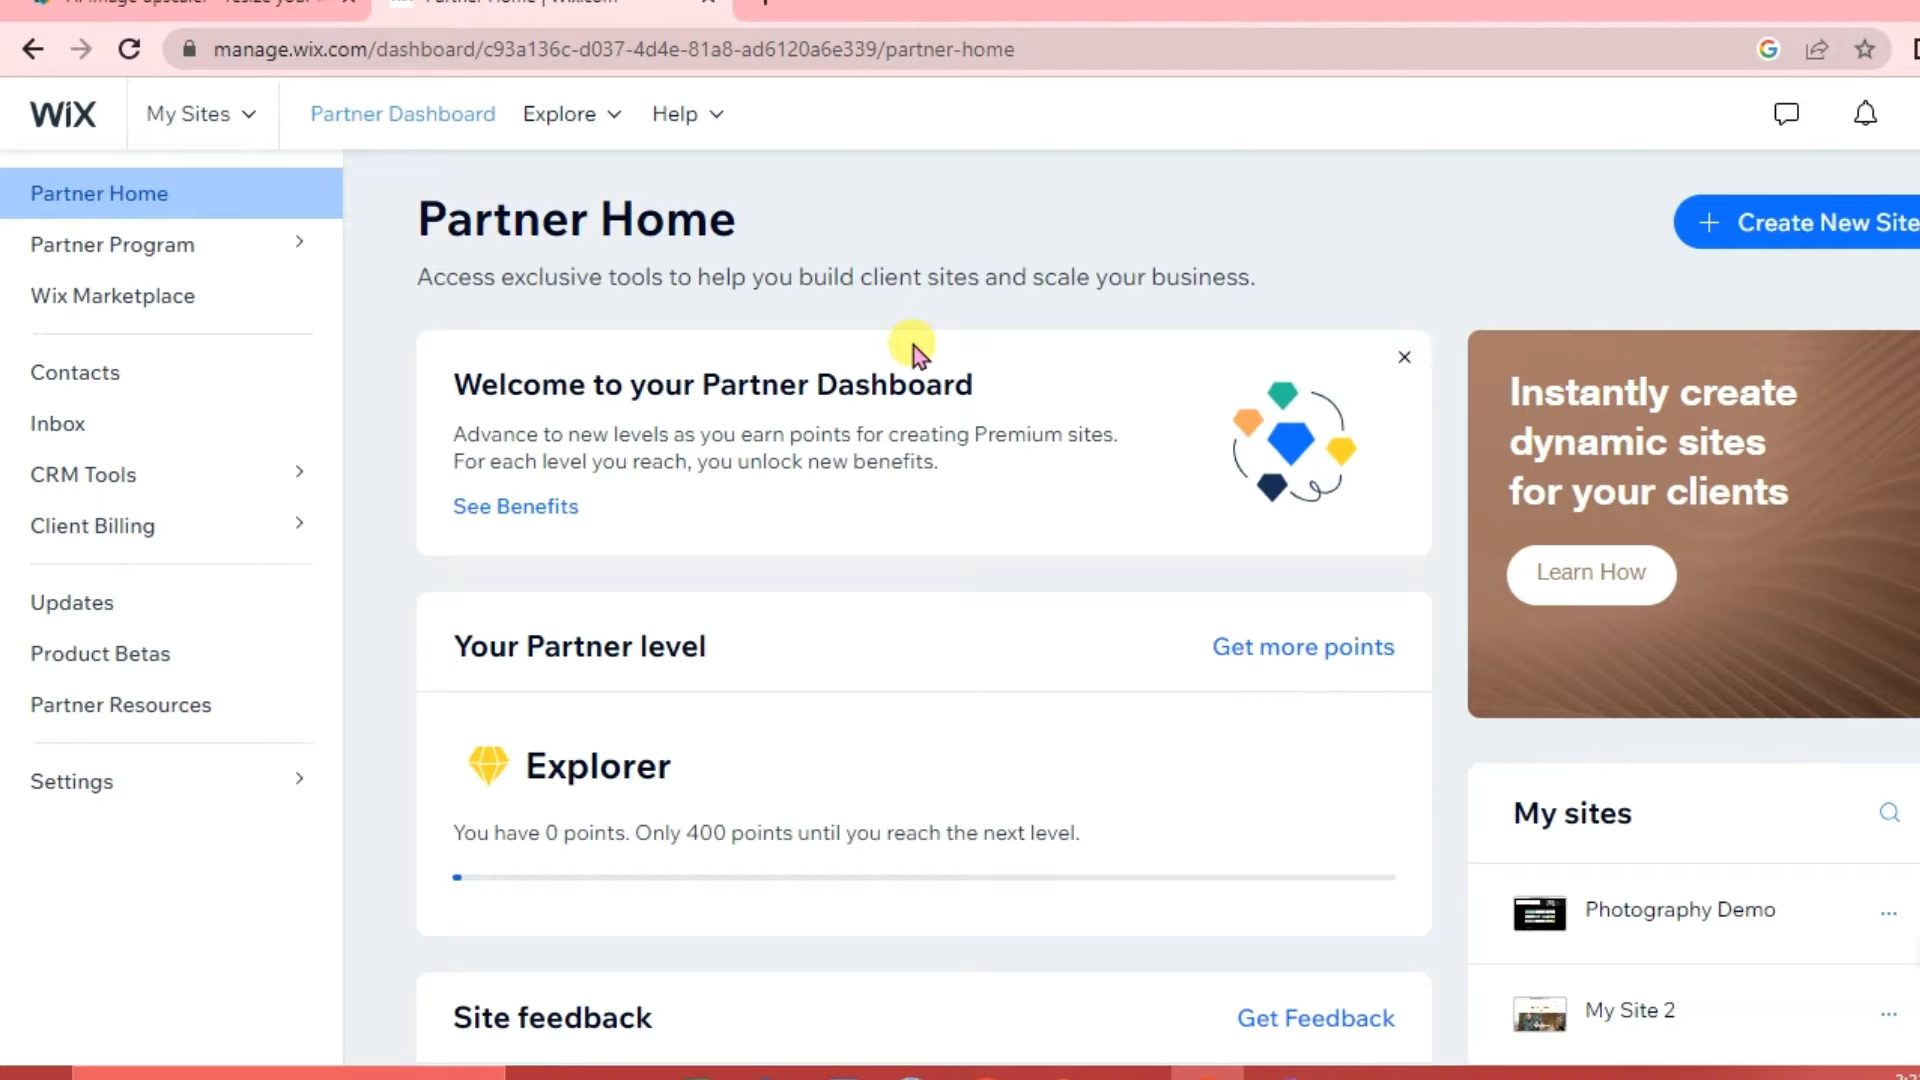 manage.wix.com/dashboard/c93a136c-d037-4d4e-81a8-ad6120a6e339/partner-home
WiX
My Sites
Partner Dashboard
Explore
Help
Partner Home
Partner Program
Wix Marketplace
Contacts
Inbox
CRM Tools
Client Billing
Updates
Product Betas
Partner Resources
Settings
Partner Home
Access exclusive tools to help you build client sites and scale your business.
+ Create New Site
Welcome to your Partner Dashboard
Advance to new levels as you earn points for creating Premium sites.
For each level you reach, you unlock new benefits.
See Benefits
Your Partner level
Get more points
Explorer
You have 0 points. Only 400 points until you reach the next level.
Site feedback
Get Feedback
Instantly create
dynamic sites
for your clients
Learn How
My sites
Photography Demo
My Site 2